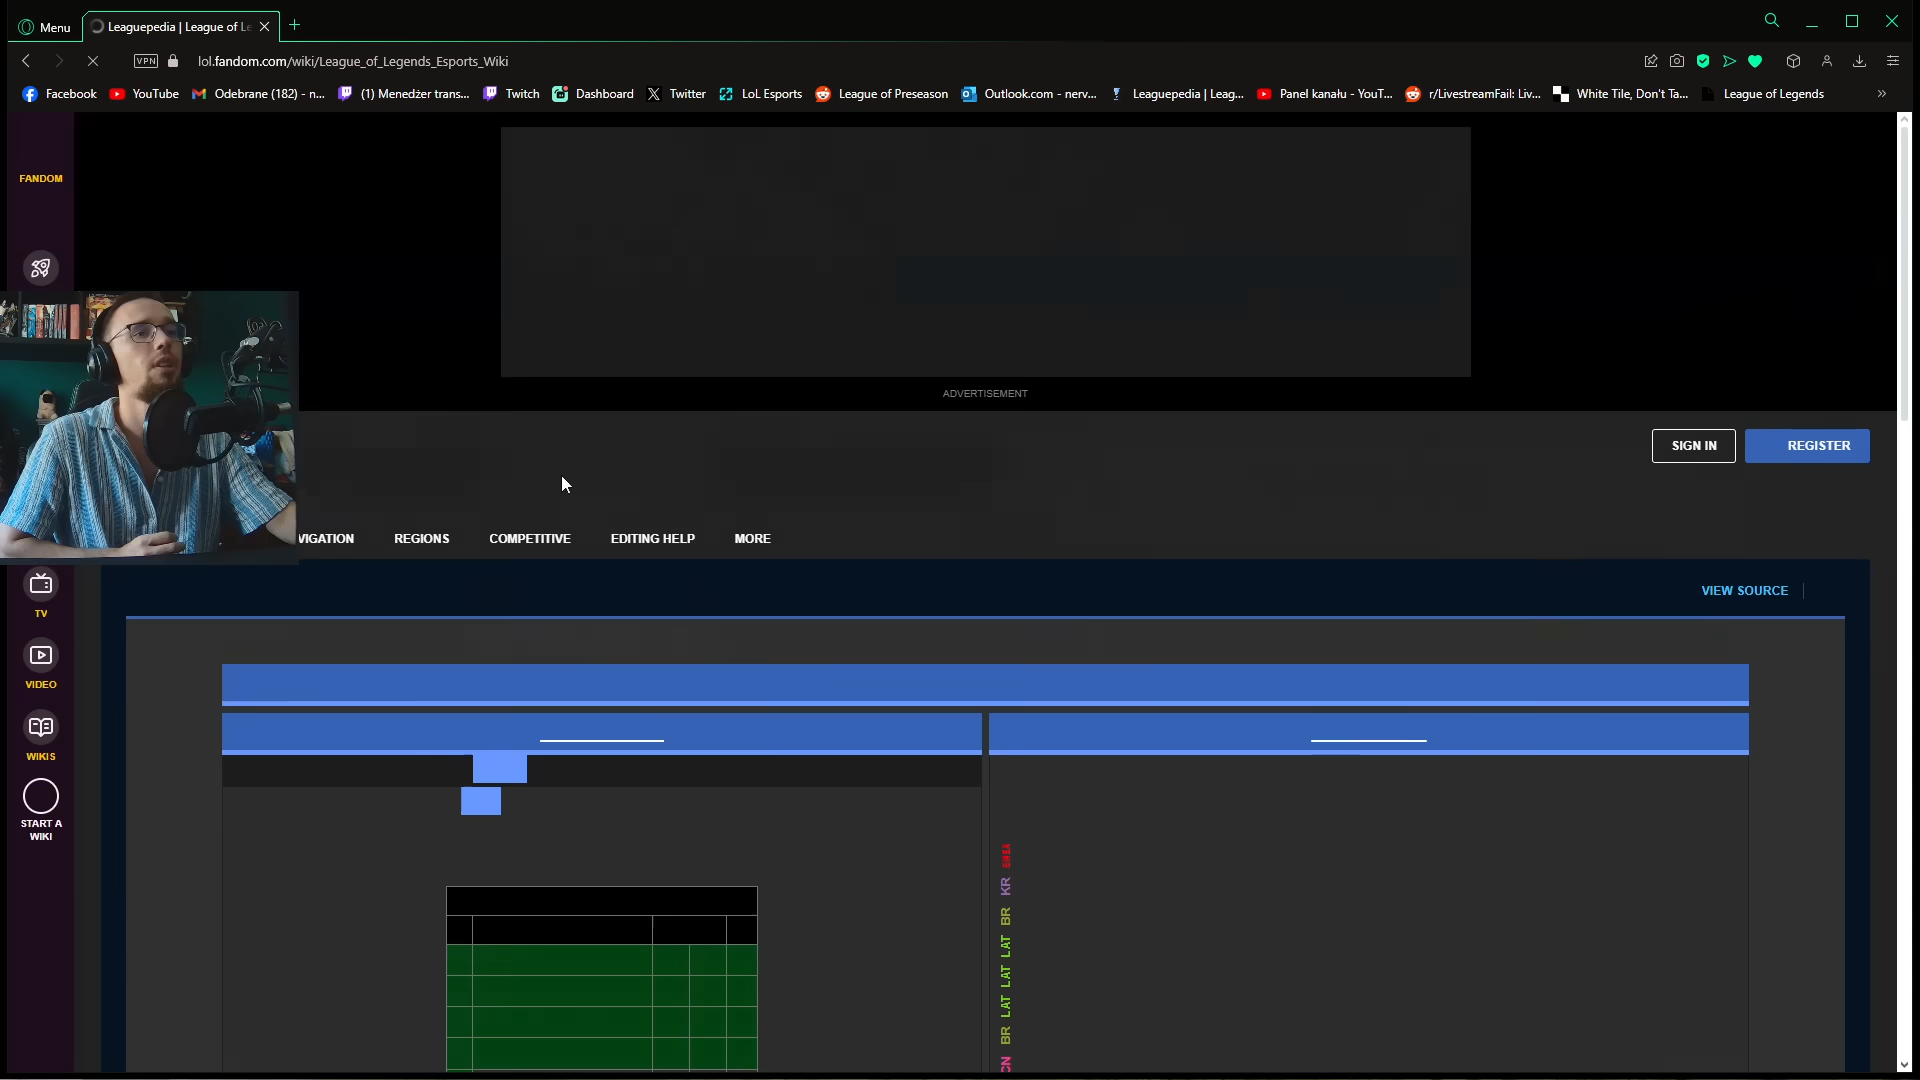 Menu
Leaguepedia | League of Le
VPN
lol.fandom.com/wiki/League_of_Legends_Esports_Wiki
Facebook
YouTube
Odebrane (182) - n...
(1) Menedżer trans...
Twitch
Dashboard
Twitter
LoL Esports
League of Preseason
Outlook.com - nerv...
Leaguepedia | Leag...
Panel kanału - YouT...
r/LivestreamFail: Liv...
White Tile, Don't Ta...
League of Legends
FANDOM
ADVERTISEMENT
SIGN IN
REGISTER
VIGATION
REGIONS
COMPETITIVE
EDITING HELP
MORE
VIEW SOURCE
TV
VIDEO
WIKIS
START A
WIKI
EMEA
KR
BR
LAT
LAT
LAT
BR
CN